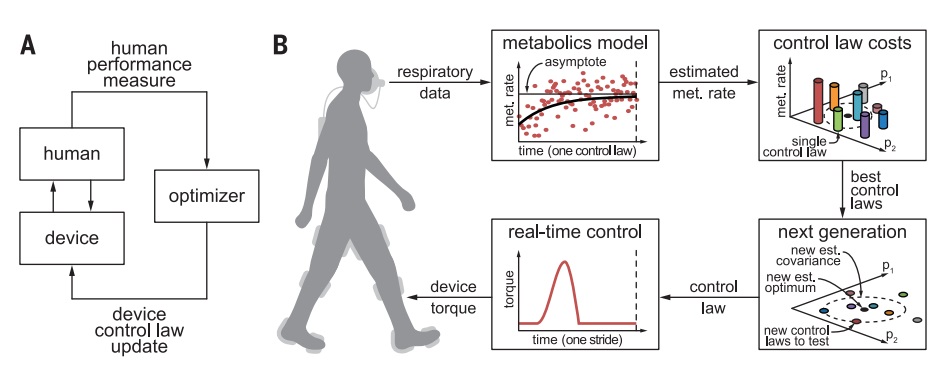 A
human
performance
measure
human
device
optimizer
device
control law
update
B
respiratory
data
metabolics model
asymptote
met. rate
time (one control law)
estimated
met. rate
control law costs
met. rate
p1
single
control law
p2
best
control
laws
next generation
new est.
covariance
new est.
optimum
p1
new control
laws to test
p2
control
law
real-time control
torque
time (one stride)
device
torque